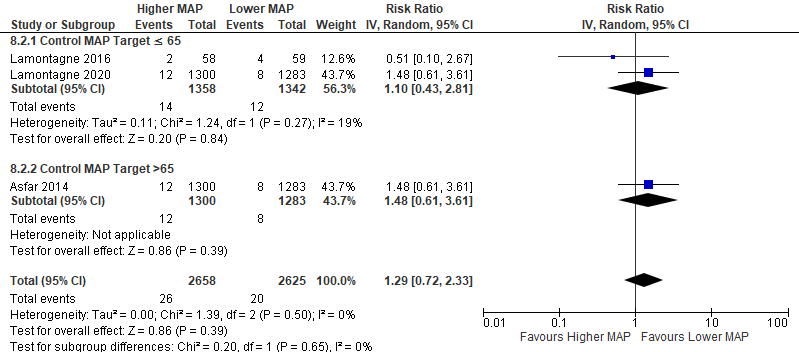 Higher MAP Lower MAP Risk Ratio Risk Ratio
Study or Subgroup Events Total Events Total Weight IV, Random, 95% CI IV, Random, 95% CI
8.2.1 Control MAP Target ≤ 65
Lamontagne 2016 2 58 4 59 12.6% 0.51 [0.10, 2.67]
Lamontagne 2020 12 1300 8 1283 43.7% 1.48 [0.61, 3.61]
Subtotal (95% CI) 1358 1342 56.3% 1.10 [0.43, 2.81]
Total events 14 12
Heterogeneity: Tau² = 0.11; Chi² = 1.24, df = 1 (P = 0.27); I² = 19%
Test for overall effect: Z = 0.20 (P = 0.84)
8.2.2 Control MAP Target >65
Asfar 2014 12 1300 8 1283 43.7% 1.48 [0.61, 3.61]
Subtotal (95% CI) 1300 1283 43.7% 1.48 [0.61, 3.61]
Total events 12 8
Heterogeneity: Not applicable
Test for overall effect: Z = 0.86 (P = 0.39)
Total (95% CI) 2658 2625 100.0% 1.29 [0.72, 2.33]
Total events 26 20
Heterogeneity: Tau² = 0.00; Chi² = 1.39, df = 2 (P = 0.50); I² = 0%
Test for overall effect: Z = 0.86 (P = 0.39)
Test for subgroup differences: Chi² = 0.20, df = 1 (P = 0.65), I² = 0%
0.01 0.1 1 10 100
Favours Higher MAP Favours Lower MAP